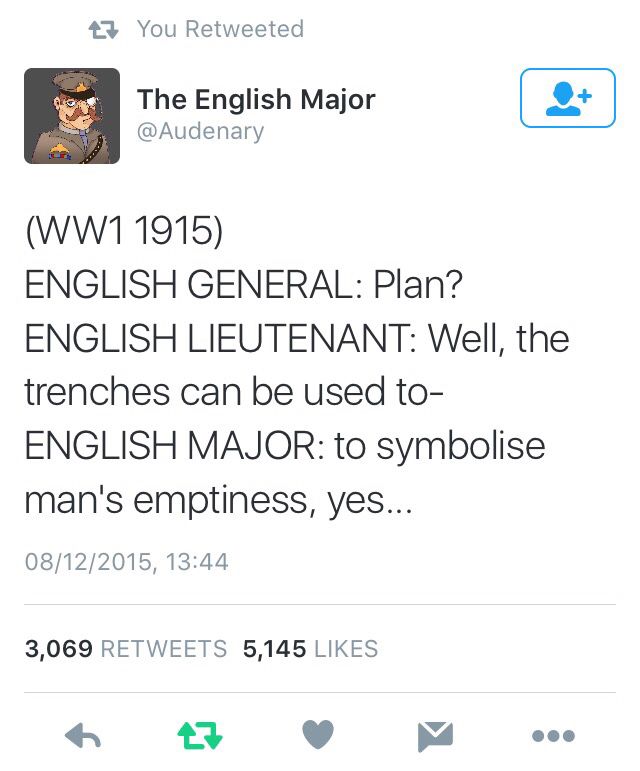 You Retweeted
The English Major
@Audenary
(WW1 1915)
ENGLISH GENERAL: Plan?
ENGLISH LIEUTENANT: Well, the
trenches can be used to-
ENGLISH MAJOR: to symbolise
man's emptiness, yes...
08/12/2015, 13:44
3,069 RETWEETS 5,145 LIKES